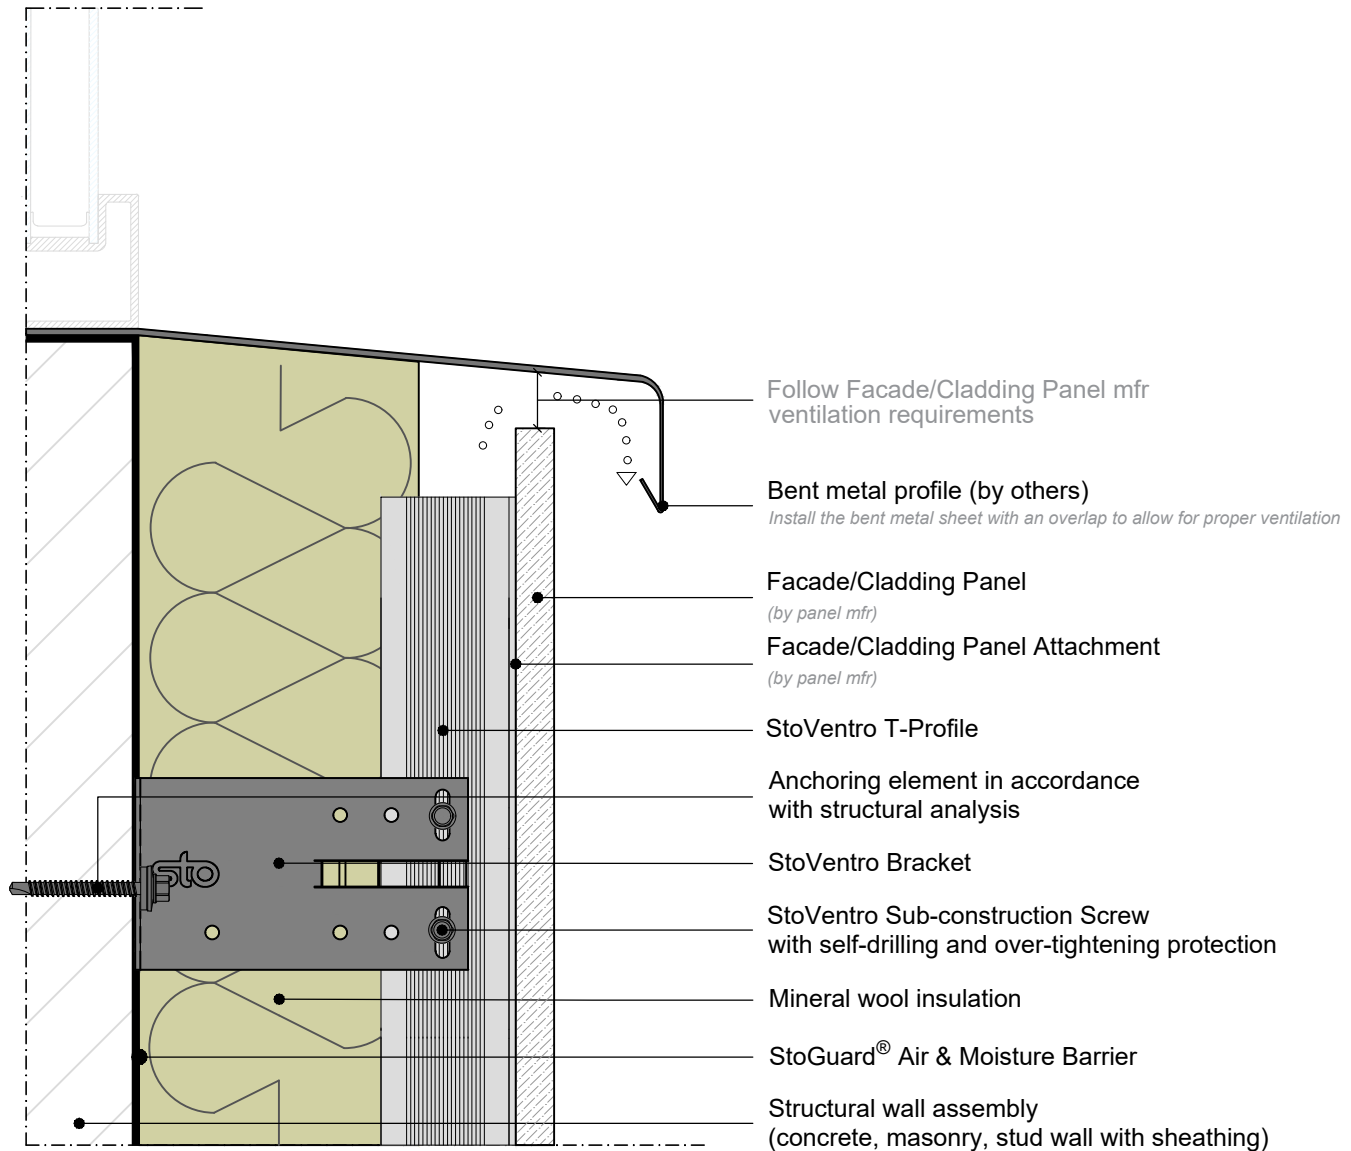 Follow Facade/Cladding Panel mfr
ventilation requirements
Bent metal profile (by others)
Install the bent metal sheet with an overlap to allow for proper ventilation
Facade/Cladding Panel
(by panel mfr)
Facade/Cladding Panel Attachment
(by panel mfr)
StoVentro T-Profile
Anchoring element in accordance
with structural analysis
StoVentro Bracket
sto
StoVentro Sub-construction Screw
with self-drilling and over-tightening protection
Mineral wool insulation
StoGuard® Air & Moisture Barrier
Structural wall assembly
(concrete, masonry, stud wall with sheathing)